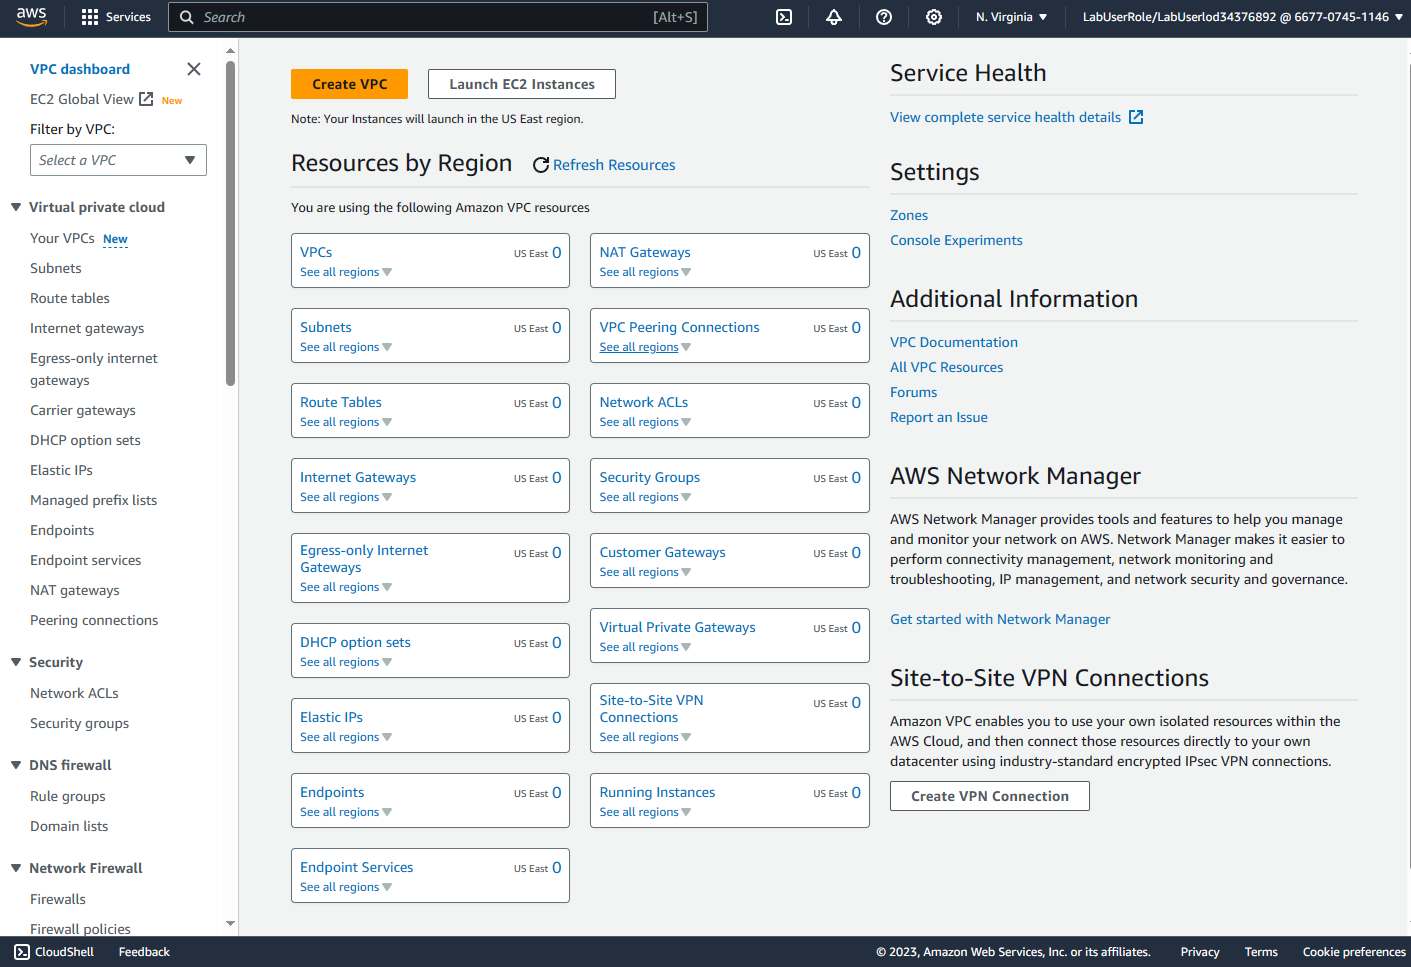 aws
Services
Search
[Alt+S]
N. Virginia
LabUserRole/LabUserlod34376892 @ 6677-0745-1146
VPC dashboard
EC2 Global View New
Filter by VPC:
Select a VPC
Virtual private cloud
Your VPCs New
Subnets
Route tables
Internet gateways
Egress-only internet
gateways
Carrier gateways
DHCP option sets
Elastic IPs
Managed prefix lists
Endpoints
Endpoint services
NAT gateways
Peering connections
Security
Network ACLs
Security groups
DNS firewall
Rule groups
Domain lists
Network Firewall
Firewalls
Firewall policies
Create VPC
Launch EC2 Instances
Note: Your Instances will launch in the US East region.
Resources by Region
Refresh Resources
You are using the following Amazon VPC resources
VPCs US East 0
See all regions
NAT Gateways US East 0
See all regions
Subnets US East 0
See all regions
VPC Peering Connections US East 0
See all regions
Route Tables US East 0
See all regions
Network ACLs US East 0
See all regions
Internet Gateways US East 0
See all regions
Security Groups US East 0
See all regions
Egress-only Internet US East 0
Gateways
See all regions
Customer Gateways US East 0
See all regions
DHCP option sets US East 0
See all regions
Virtual Private Gateways US East 0
See all regions
Elastic IPs US East 0
See all regions
Site-to-Site VPN US East 0
Connections
See all regions
Endpoints US East 0
See all regions
Running Instances US East 0
See all regions
Endpoint Services US East 0
See all regions
Service Health
View complete service health details
Settings
Zones
Console Experiments
Additional Information
VPC Documentation
All VPC Resources
Forums
Report an Issue
AWS Network Manager
AWS Network Manager provides tools and features to help you manage
and monitor your network on AWS. Network Manager makes it easier to
perform connectivity management, network monitoring and
troubleshooting, IP management, and network security and governance.
Get started with Network Manager
Site-to-Site VPN Connections
Amazon VPC enables you to use your own isolated resources within the
AWS Cloud, and then connect those resources directly to your own
datacenter using industry-standard encrypted IPsec VPN connections.
Create VPN Connection
CloudShell
Feedback
© 2023, Amazon Web Services, Inc. or its affiliates.
Privacy
Terms
Cookie preferences